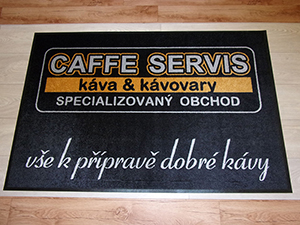 CAFFE SERVIS
káva & kávovary
SPECIALIZOVANÝ OBCHOD
vše k přípravě dobré kávy